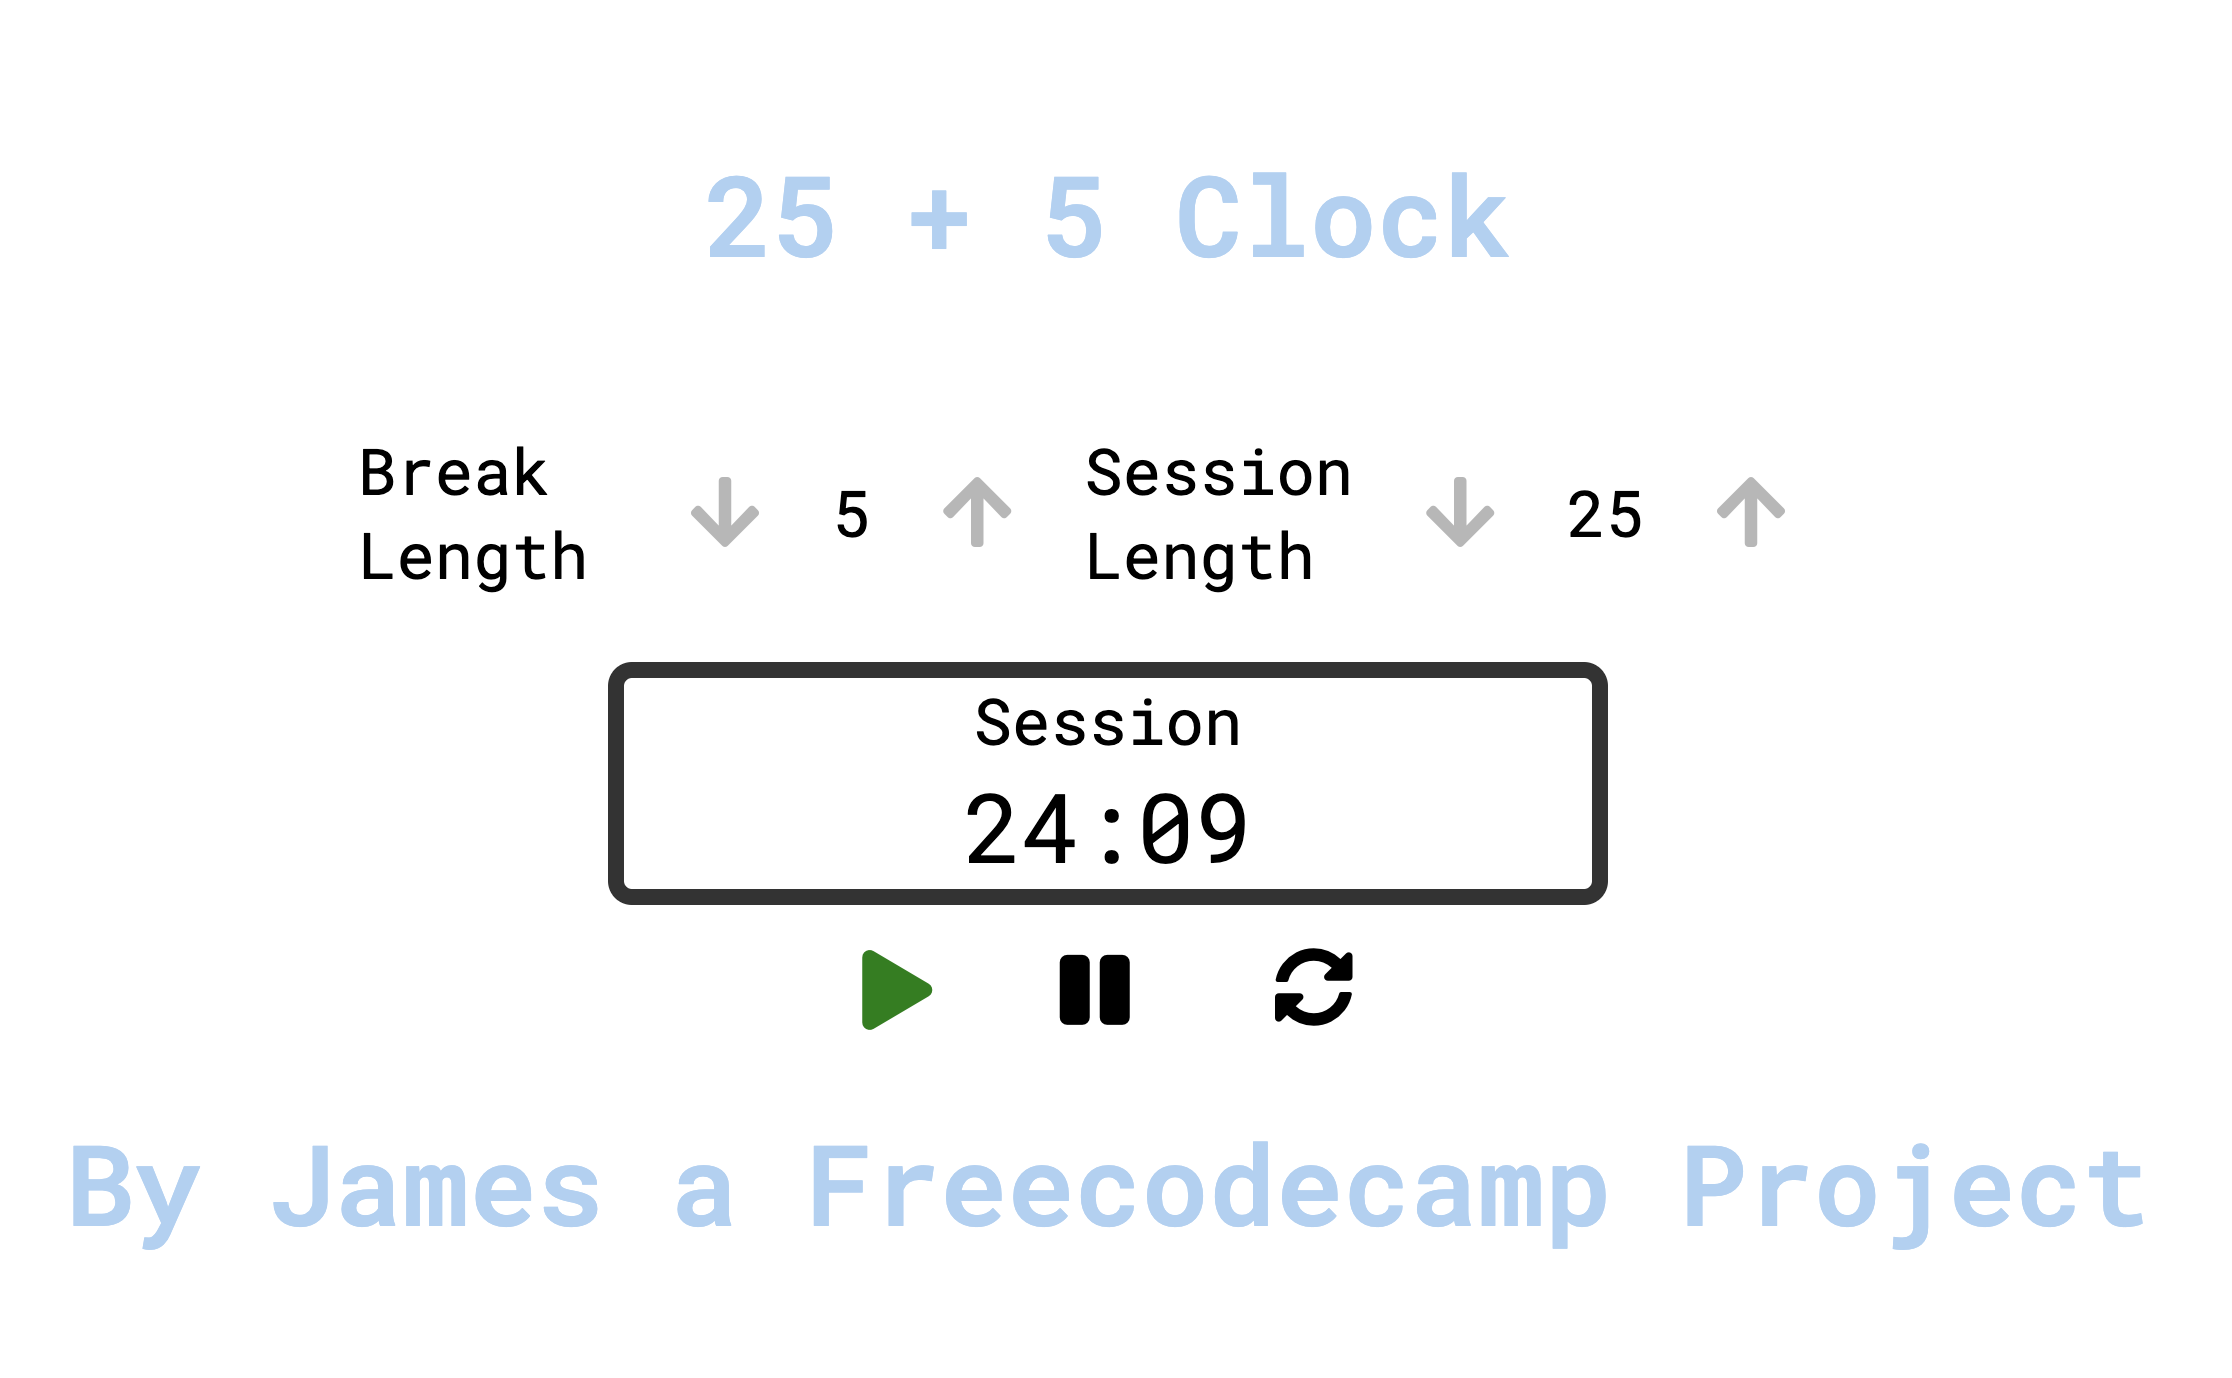 25 + 5 Clock
Break
Length
5
Session
Length
25
Session
24:09
By James a Freecodecamp Project